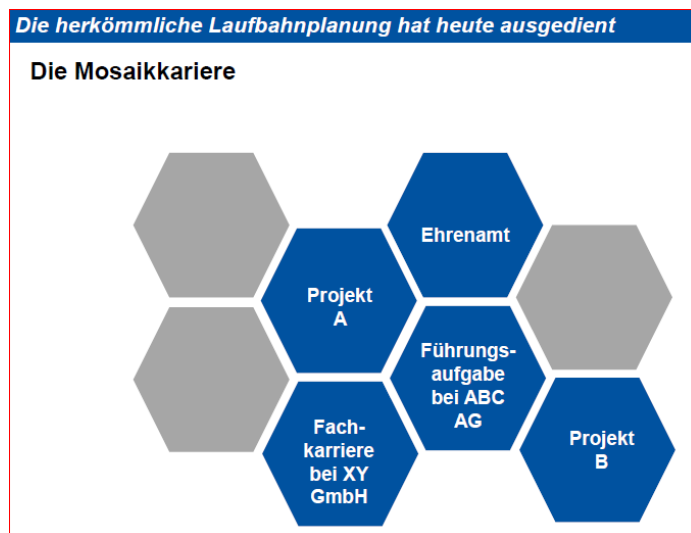 Die herkömmliche Laufbahnplanung hat heute ausgedient
Die Mosaikkariere
Ehrenamt
Projekt
A
Führungs-
aufgabe
bei ABC
AG
Fach-
karriere
bei XY
GmbH
Projekt
B